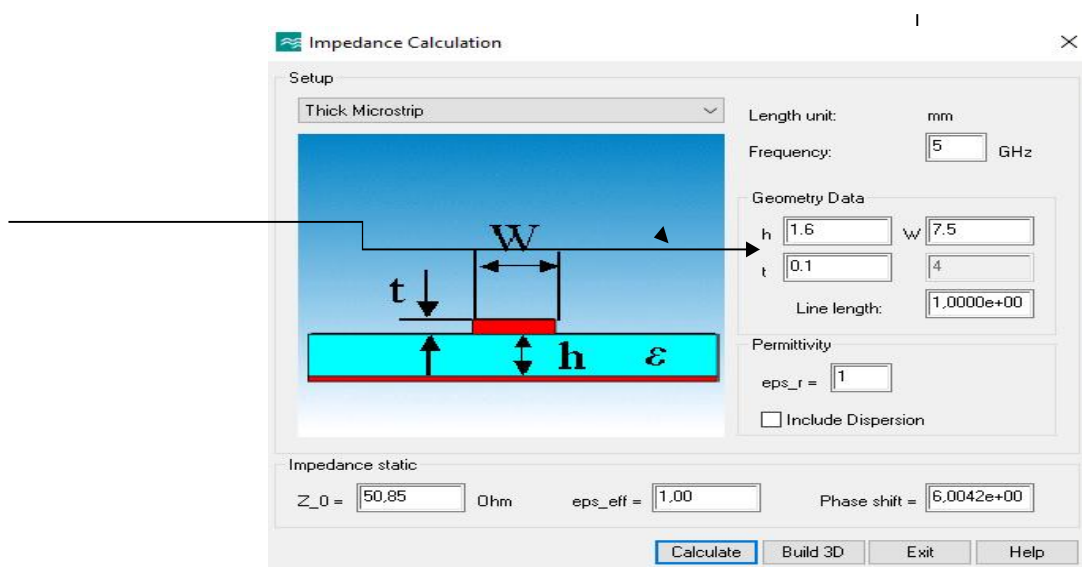 Impedance Calculation
Setup
Thick Microstrip
Length unit: mm
Frequency: 5 GHz
Geometry Data
h 1.6 W 7.5
t 0.1 4
Line length: 1,0000e+00
W
t
h ε
Permittivity
eps_r = 1
Include Dispersion
Impedance static
Z_0 = 50,85 Ohm eps_eff = 1,00 Phase shift = 6,0042e+00
Calculate Build 3D Exit Help